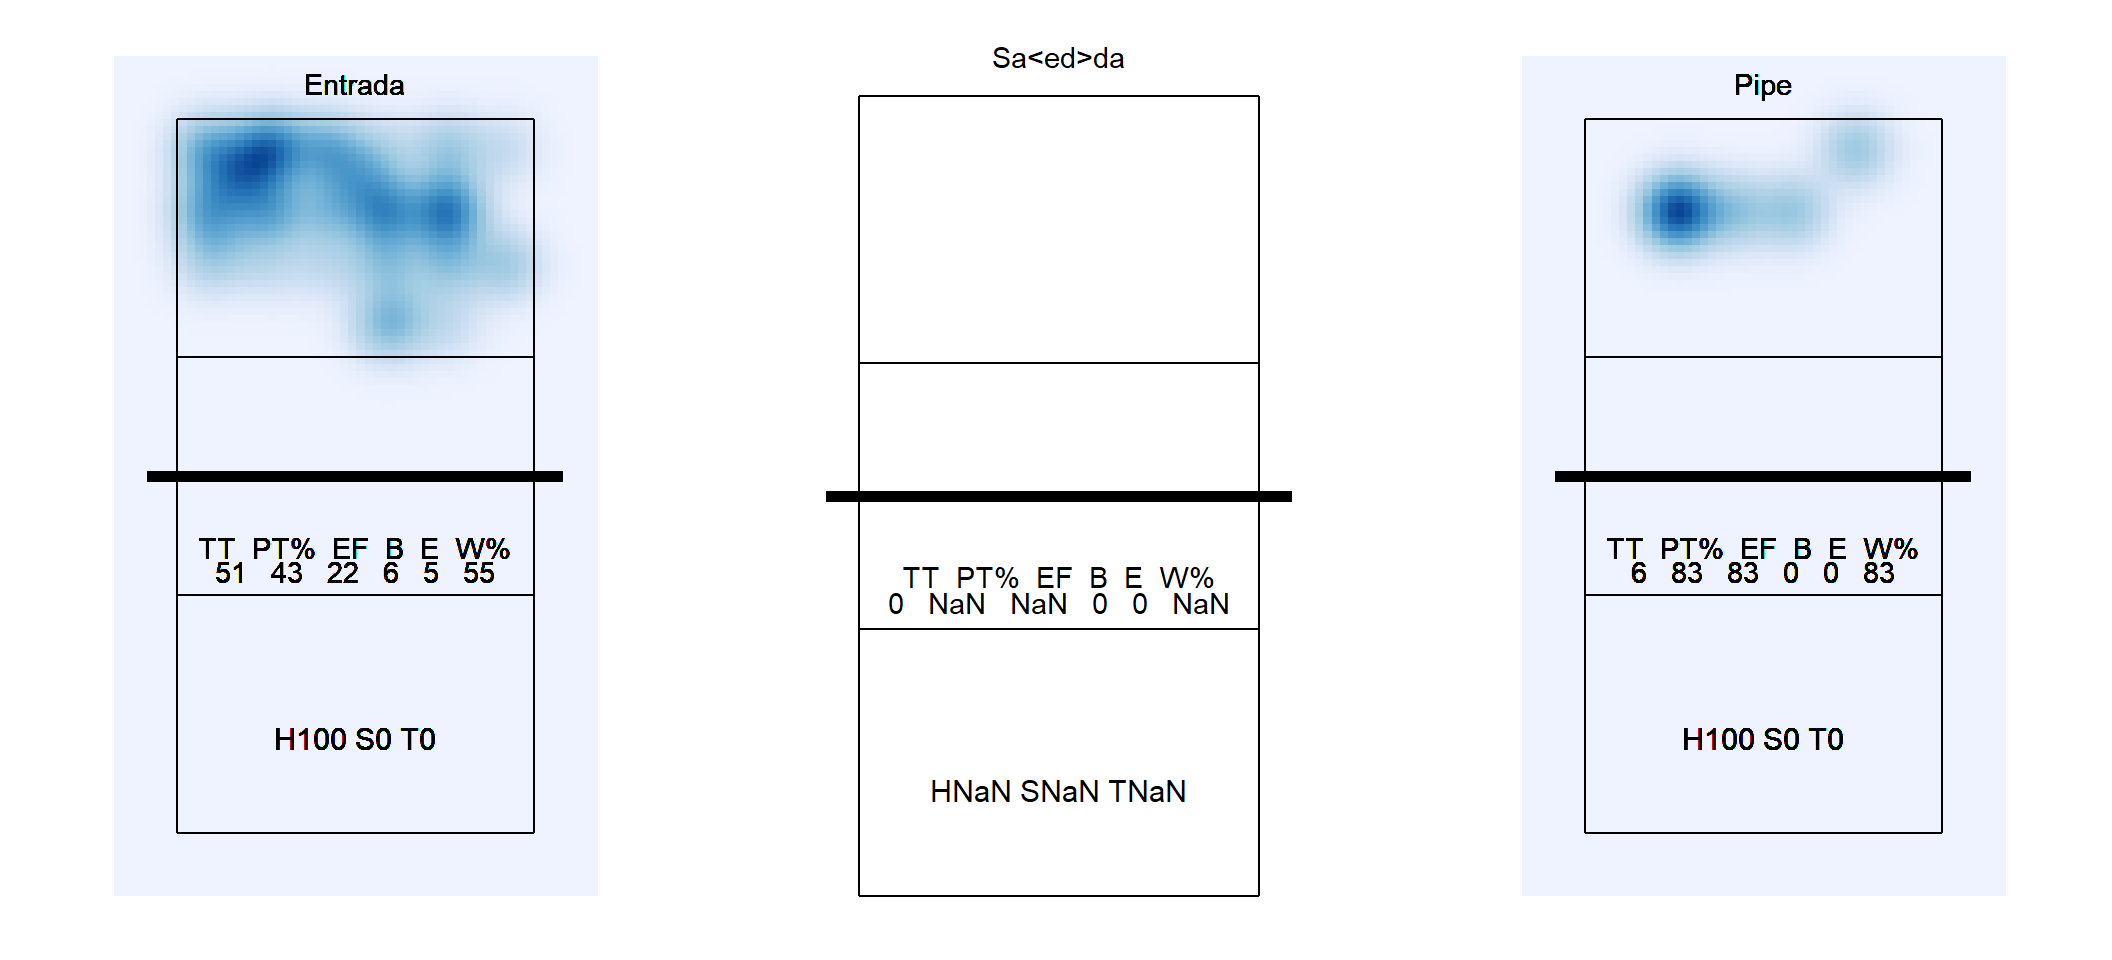 Entrada
TT PT% EF B E W%
51 43 22 6 5 55
H100 S0 T0
Sa<ed>da
TT PT% EF B E W%
0 NaN NaN 0 0 NaN
HNaN SNaN TNaN
Pipe
TT PT% EF B E W%
6 83 83 0 0 83
H100 S0 T0